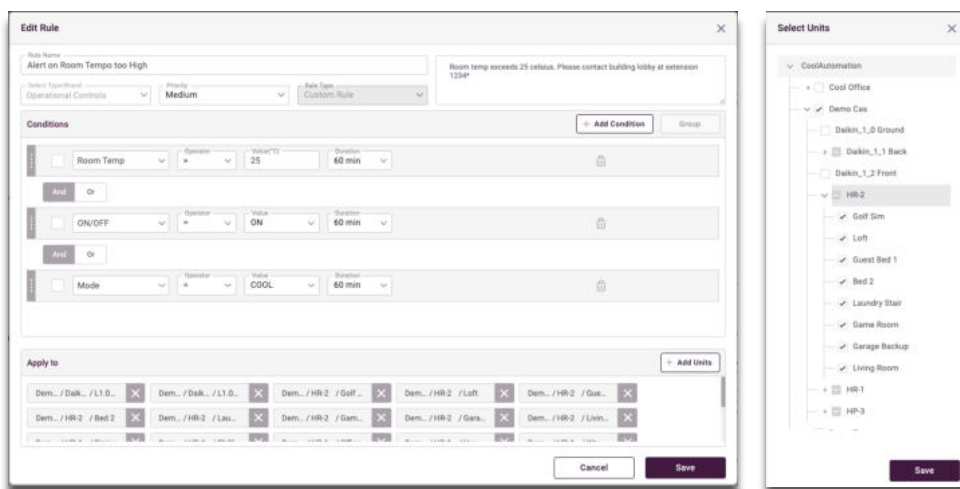 Edit Rule
Rule Name
Alert on Room Tempo too High
Room temp exceeds 25 celsius. Please contact building lobby at extension
1234*
Select Type/Brand
Operational Controls
Priority
Medium
Rule Type
Custom Rule
Conditions
+ Add Condition
Group
Room Temp
Operator
Value(°C)
25
Duration
60 min
And
Or
ON/OFF
Operator
=
Value
ON
Duration
60 min
And
Or
Mode
Operator
=
Value
COOL
Duration
60 min
Apply to
+ Add Units
Dem... / Daik... / L1.0...
Dem... / Daik... / L1.0...
Dem... / HR-2 / Golf ...
Dem... / HR-2 / Loft
Dem... / HR-2 / Gue...
Dem... / HR-2 / Bed 2
Dem... / HR-2 / Lau...
Dem... / HR-2 / Gam...
Dem... / HR-2 / Gara...
Dem... / HR-2 / Livin...
Cancel
Save
Select Units
CoolAutomation
Cool Office
Demo Cas
Daikin_1_0 Ground
Daikin_1_1 Back
Daikin_1_2 Front
HR-2
Golf Sim
Loft
Guest Bed 1
Bed 2
Laundry Stair
Game Room
Garage Backup
Living Room
HR-1
HP-3
Save